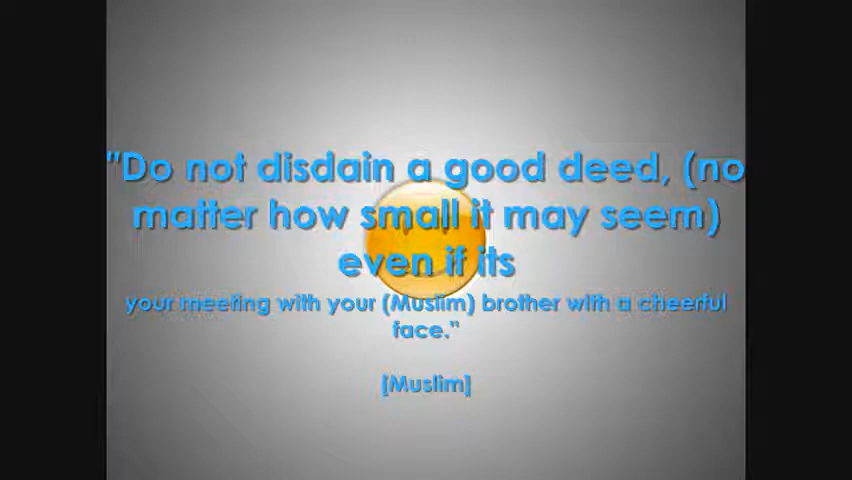 "Do not disdain a good deed, (no
matter how small it may seem)
even if its
your meeting with your (Muslim) brother with a cheerful
face."
[Muslim]